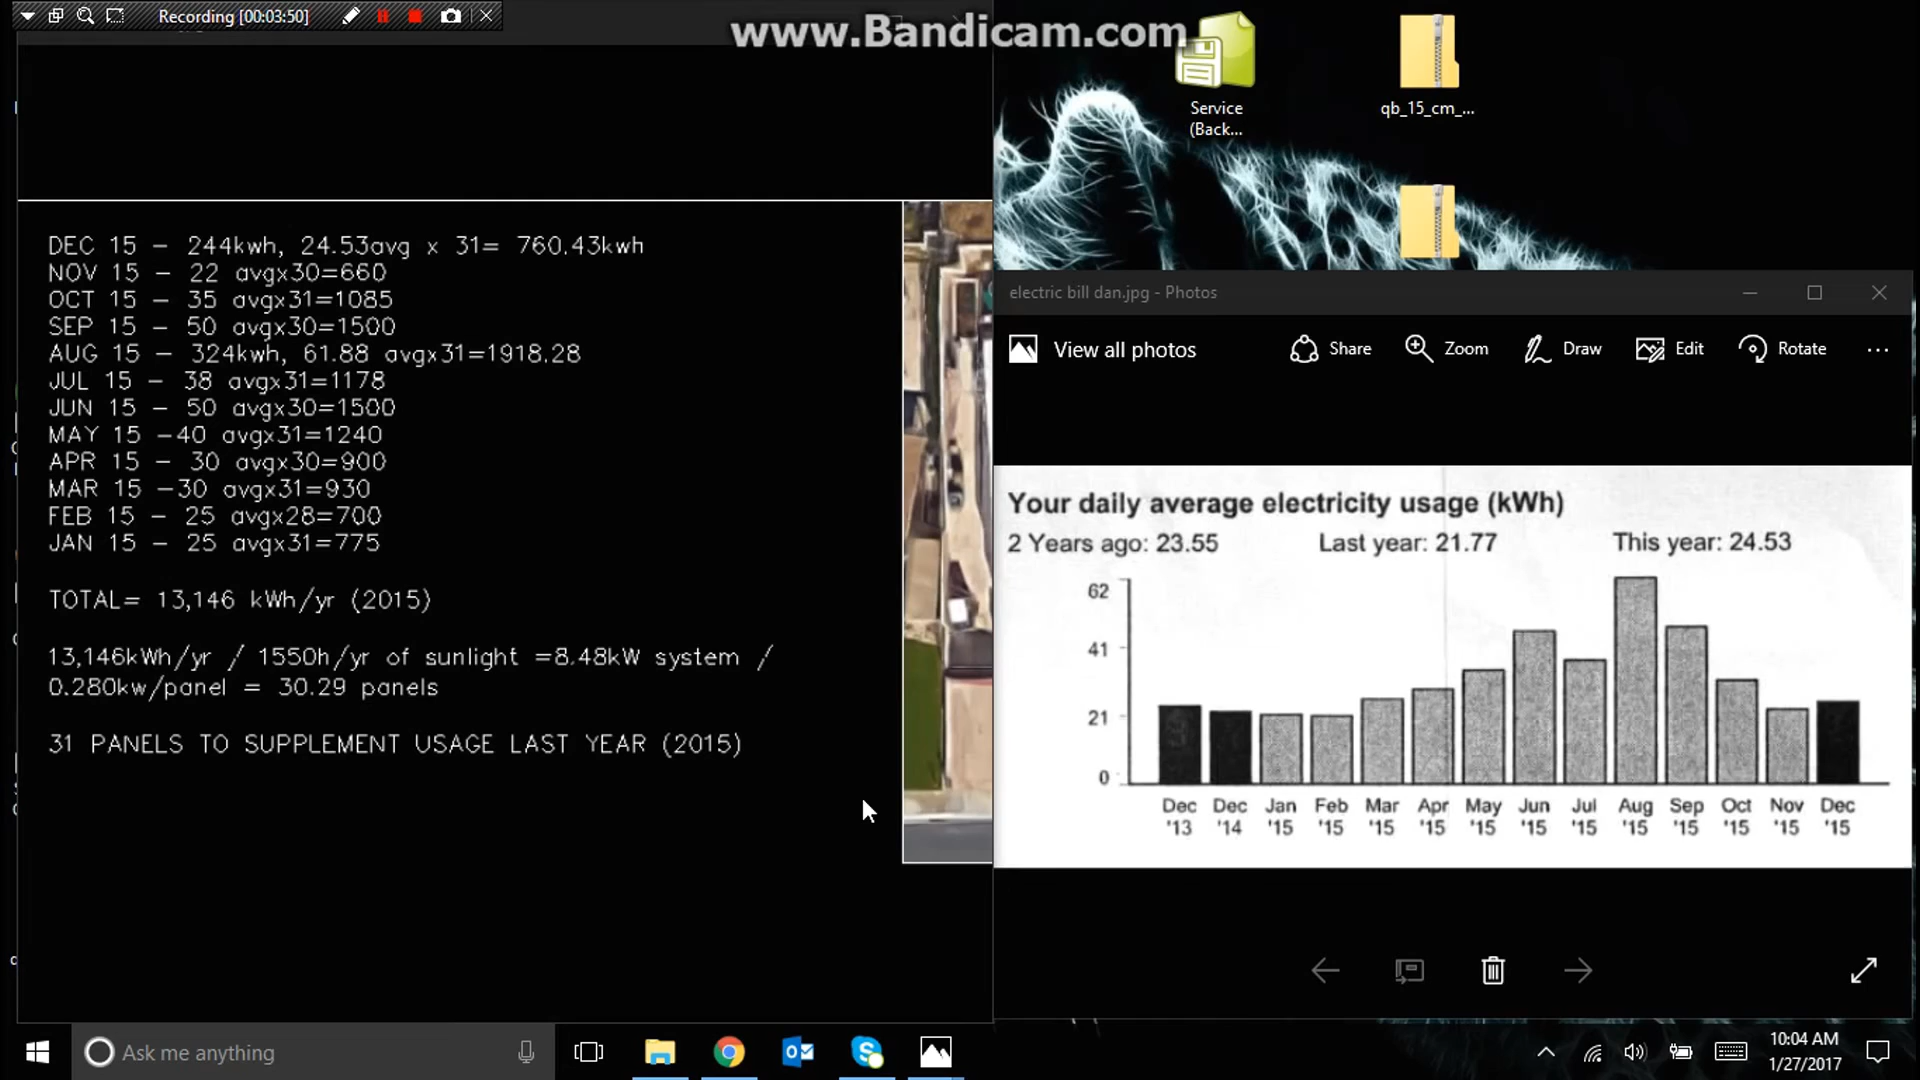 Recording [00:03:50]
www.Bandicam.com
Service
(Back...
qb_15_cm_...
DEC 15 – 244kwh, 24.53avg x 31= 760.43kwh
NOV 15 – 22 avgx30=660
OCT 15 – 35 avgx31=1085
SEP 15 – 50 avgx30=1500
AUG 15 – 324kwh, 61.88 avgx31=1918.28
JUL 15 – 38 avgx31=1178
JUN 15 – 50 avgx30=1500
MAY 15 –40 avgx31=1240
APR 15 – 30 avgx30=900
MAR 15 –30 avgx31=930
FEB 15 – 25 avgx28=700
JAN 15 – 25 avgx31=775
TOTAL= 13,146 kWh/yr (2015)
13,146kWh/yr / 1550h/yr of sunlight =8.48kW system /
0.280kw/panel = 30.29 panels
31 PANELS TO SUPPLEMENT USAGE LAST YEAR (2015)
electric bill dan.jpg - Photos
View all photos
Share
Zoom
Draw
Edit
Rotate
Your daily average electricity usage (kWh)
2 Years ago: 23.55 Last year: 21.77 This year: 24.53
62
41
21
0
Dec Dec Jan Feb Mar Apr May Jun Jul Aug Sep Oct Nov Dec
'13 '14 '15 '15 '15 '15 '15 '15 '15 '15 '15 '15 '15 '15
Ask me anything
10:04 AM
1/27/2017